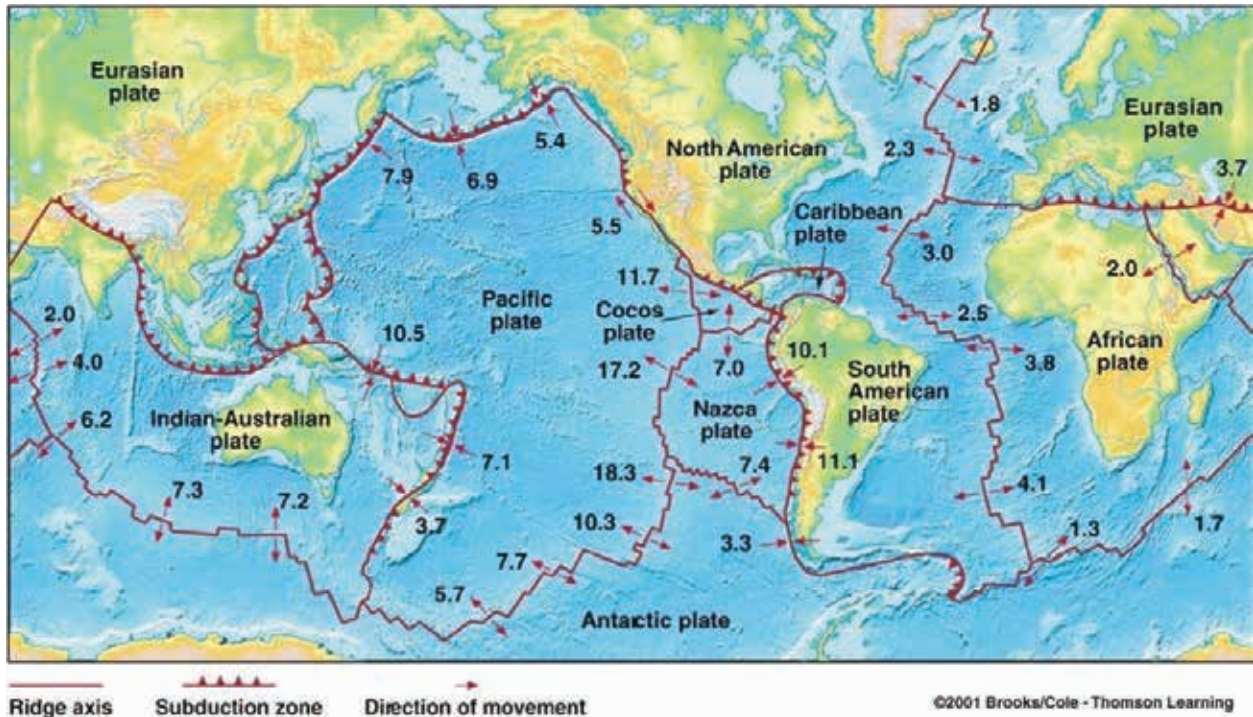 Eurasian
plate
Eurasian
plate
North American
plate
Caribbean
plate
Pacific
plate
Cocos
plate
Nazca
plate
South
American
plate
African
plate
Indian-Australian
plate
Antarctic plate
1.8
2.3
3.7
5.4
7.9
6.9
5.5
3.0
2.0
11.7
2.0
2.5
10.5
4.0
10.1
3.8
17.2
7.0
6.2
7.1
7.4
11.1
18.3
7.3
7.2
4.1
3.7
10.3
3.3
1.3
1.7
7.7
5.7
Ridge axis
Subduction zone
Direction of movement
©2001 Brooks/Cole - Thomson Learning